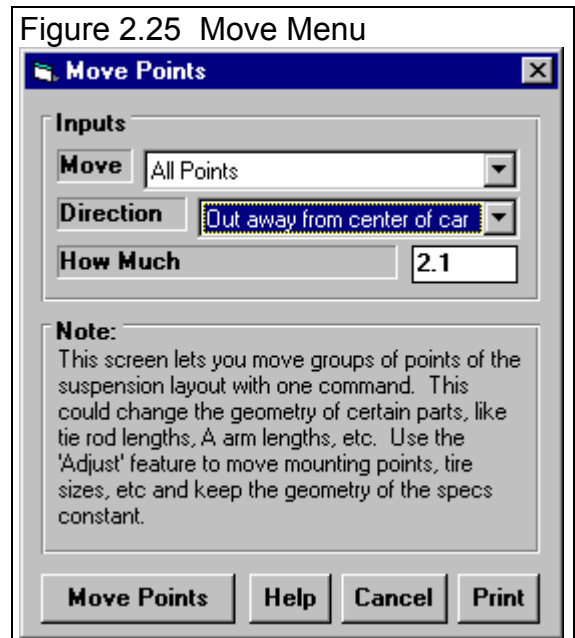 Figure 2.25  Move Menu
Move Points
Inputs
Move All Points
Direction Out away from center of car
How Much 2.1
Note:
This screen lets you move groups of points of the
suspension layout with one command.  This
could change the geometry of certain parts, like
tie rod lengths, A arm lengths, etc.  Use the
'Adjust' feature to move mounting points, tire
sizes, etc and keep the geometry of the specs
constant.
Move Points Help Cancel Print